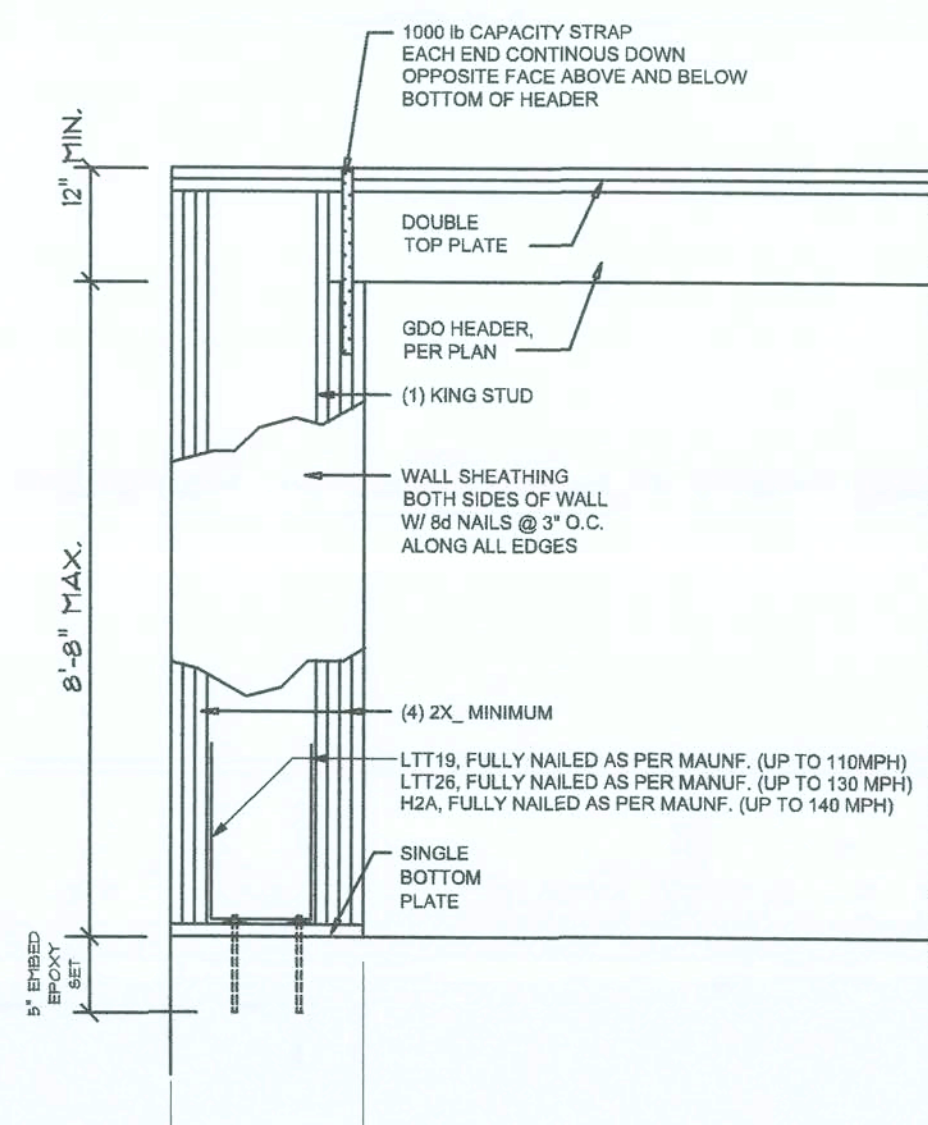 1000 lb CAPACITY STRAP
EACH END CONTINOUS DOWN
OPPOSITE FACE ABOVE AND BELOW
BOTTOM OF HEADER
12" MIN.
DOUBLE
TOP PLATE
GDO HEADER,
PER PLAN
(1) KING STUD
WALL SHEATHING
BOTH SIDES OF WALL
W/ 8d NAILS @ 3" O.C.
ALONG ALL EDGES
8'-8" MAX.
(4) 2X_ MINIMUM
LTT19, FULLY NAILED AS PER MAUNF. (UP TO 110MPH)
LTT26, FULLY NAILED AS PER MANUF. (UP TO 130 MPH)
H2A, FULLY NAILED AS PER MAUNF. (UP TO 140 MPH)
SINGLE
BOTTOM
PLATE
5" EMBED
EPOXY
SET